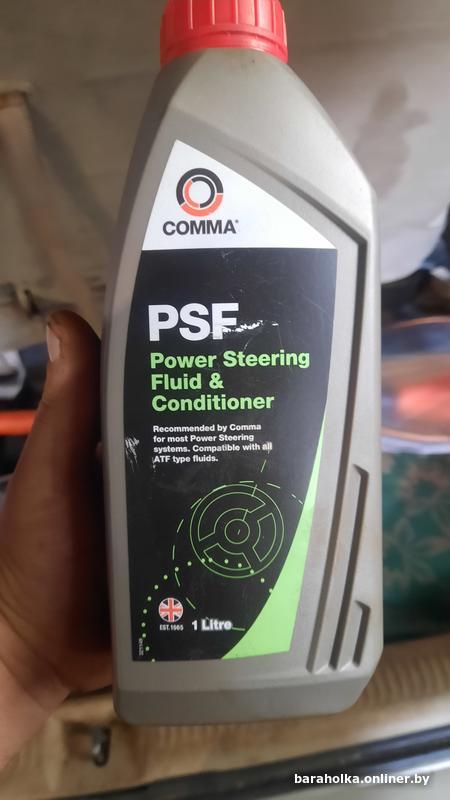 COMMA®
PSF
Power Steering
Fluid &
Conditioner
Recommended by Comma
for most Power Steering
systems. Compatible with all
ATF type fluids.
EST.1965
1 Litre
baraholka.onliner.by